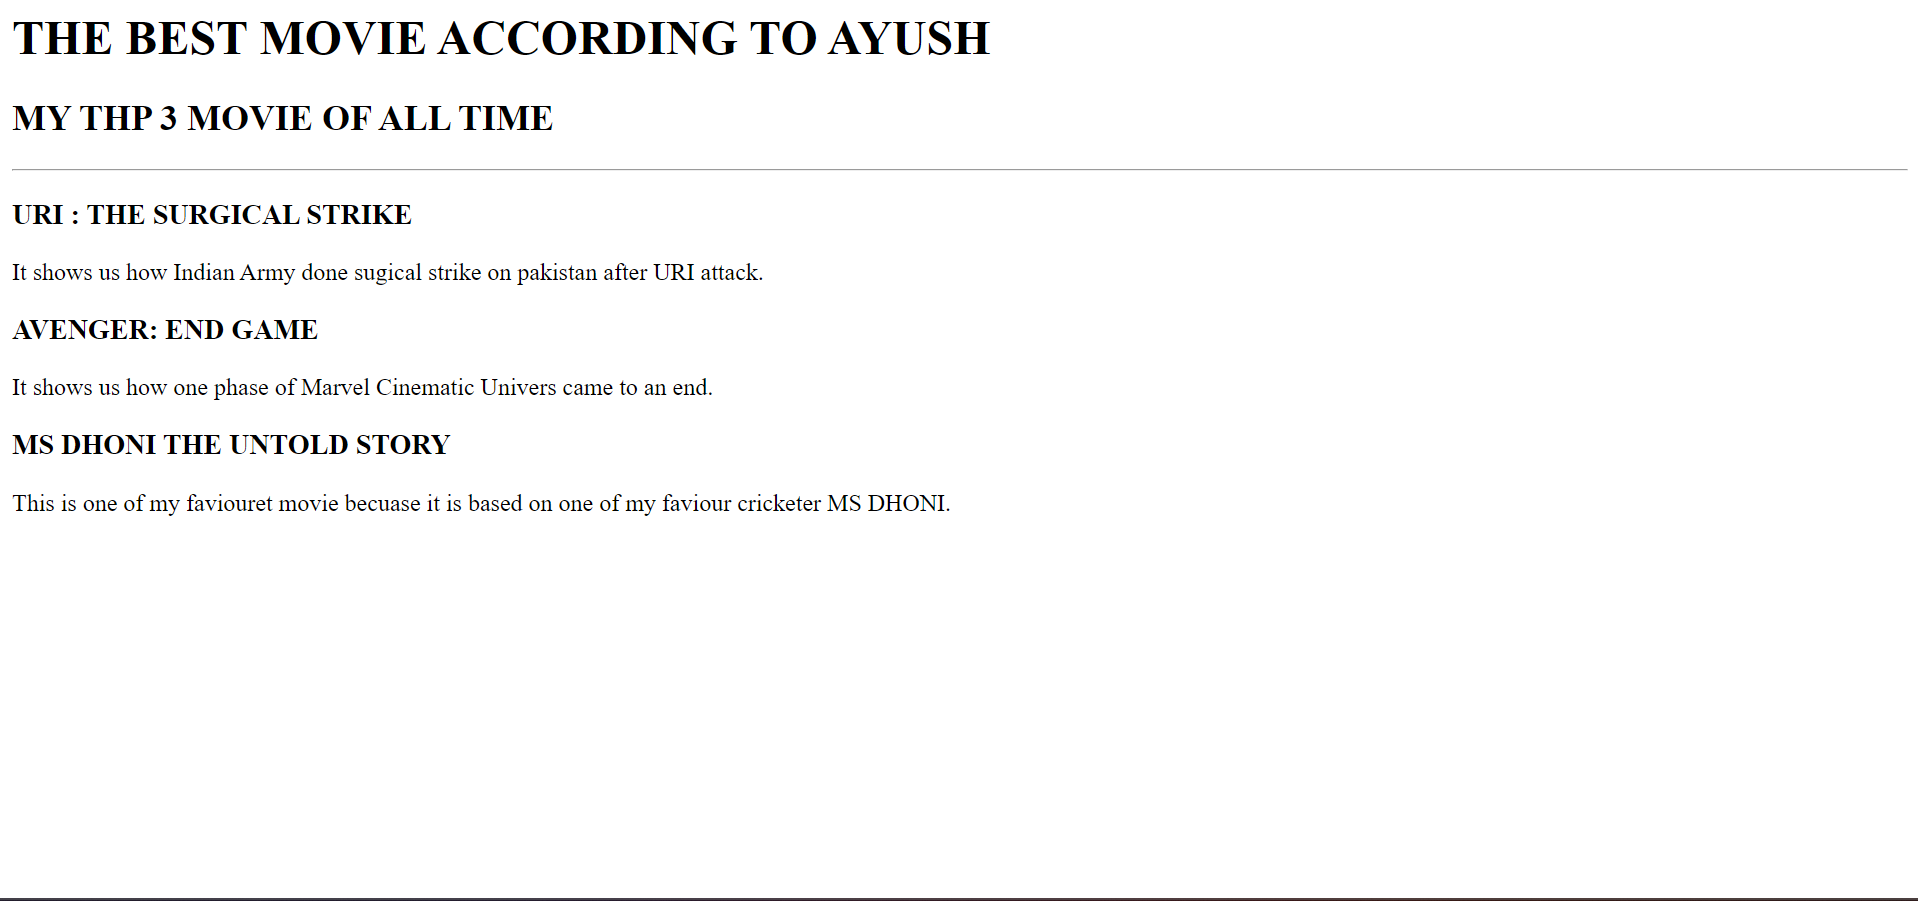 THE BEST MOVIE ACCORDING TO AYUSH
MY THP 3 MOVIE OF ALL TIME
URI : THE SURGICAL STRIKE
It shows us how Indian Army done sugical strike on pakistan after URI attack.
AVENGER: END GAME
It shows us how one phase of Marvel Cinematic Univers came to an end.
MS DHONI THE UNTOLD STORY
This is one of my faviouret movie becuase it is based on one of my faviour cricketer MS DHONI.